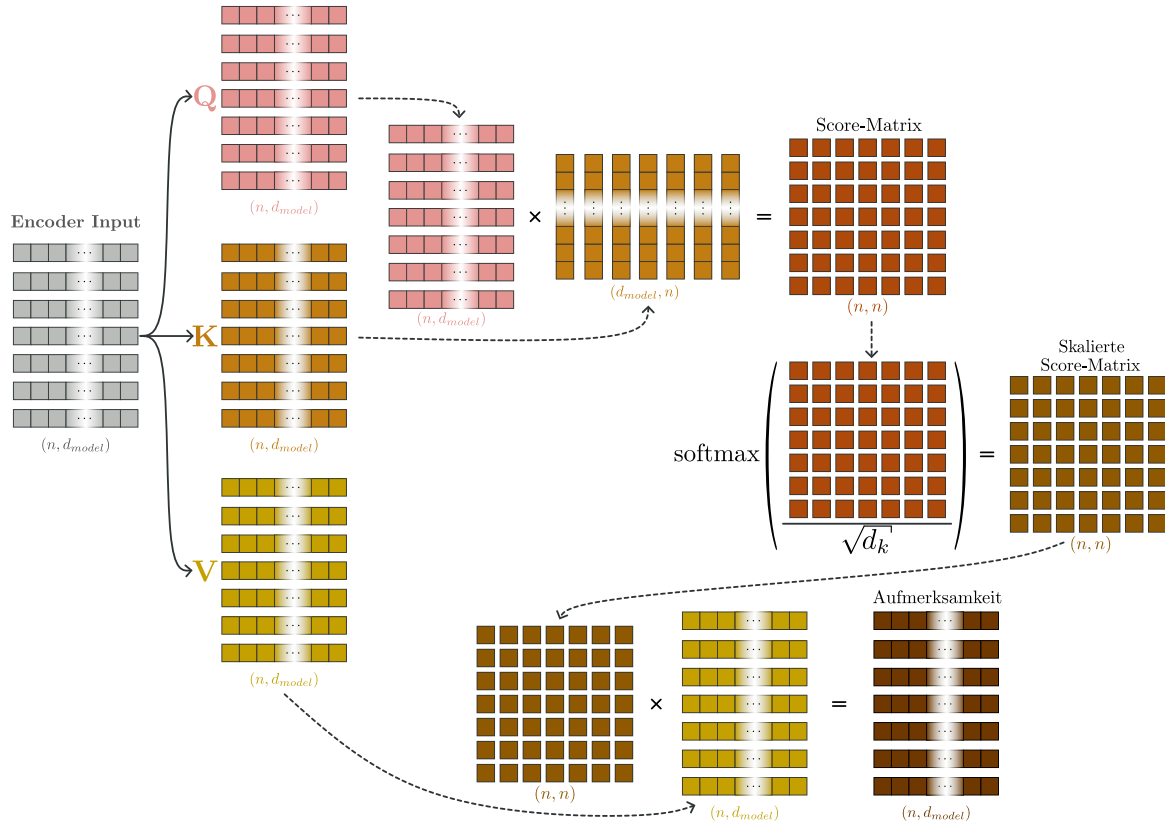 Q
(n, d_model)
Encoder Input
(n, d_model)
K
(n, d_model)
V
(n, d_model)
(n, d_model)
×
(d_model, n)
=
Score-Matrix
(n, n)
softmax
√d_k
=
Skalierte
Score-Matrix
(n, n)
(n, n)
×
(n, d_model)
=
Aufmerksamkeit
(n, d_model)